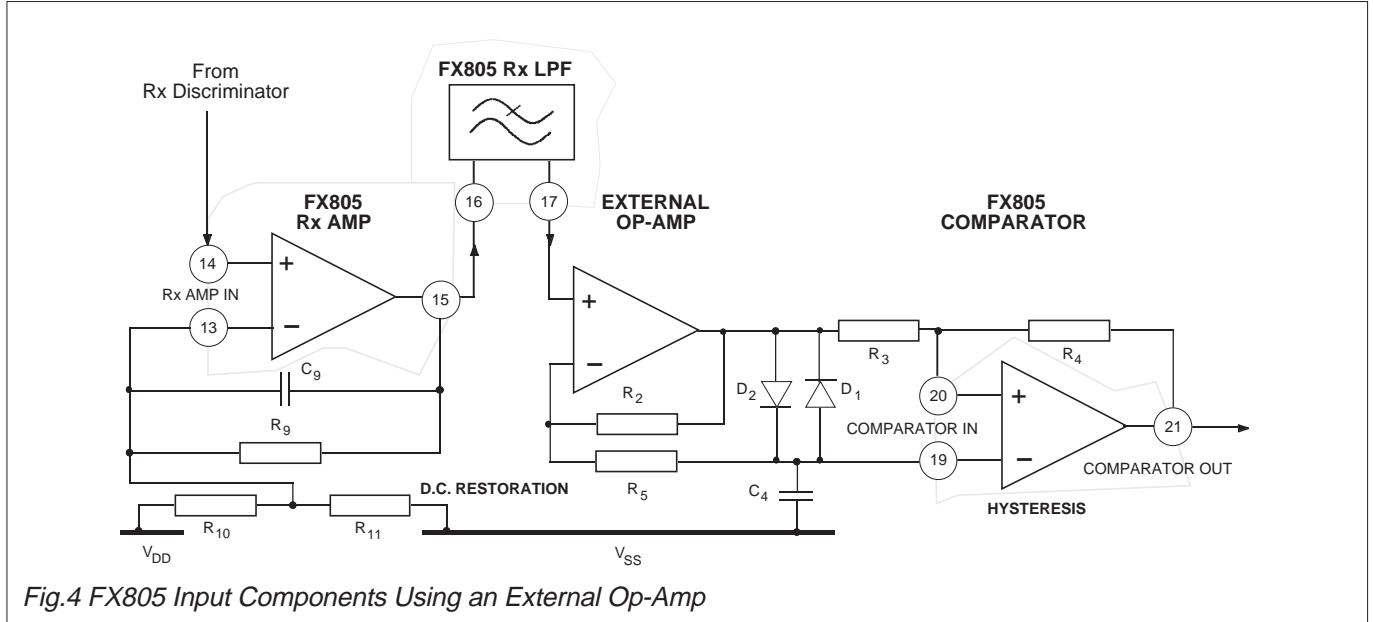 From
Rx Discriminator
FX805 Rx LPF
FX805
Rx AMP
16
17
EXTERNAL
OP-AMP
FX805
COMPARATOR
14
+
Rx AMP IN
13
−
15
+
−
R3
R4
C9
R9
R2
D2
D1
20
+
COMPARATOR IN
21
19
−
COMPARATOR OUT
R5
C4
D.C. RESTORATION
HYSTERESIS
R10
R11
VDD
VSS
Fig.4 FX805 Input Components Using an External Op-Amp